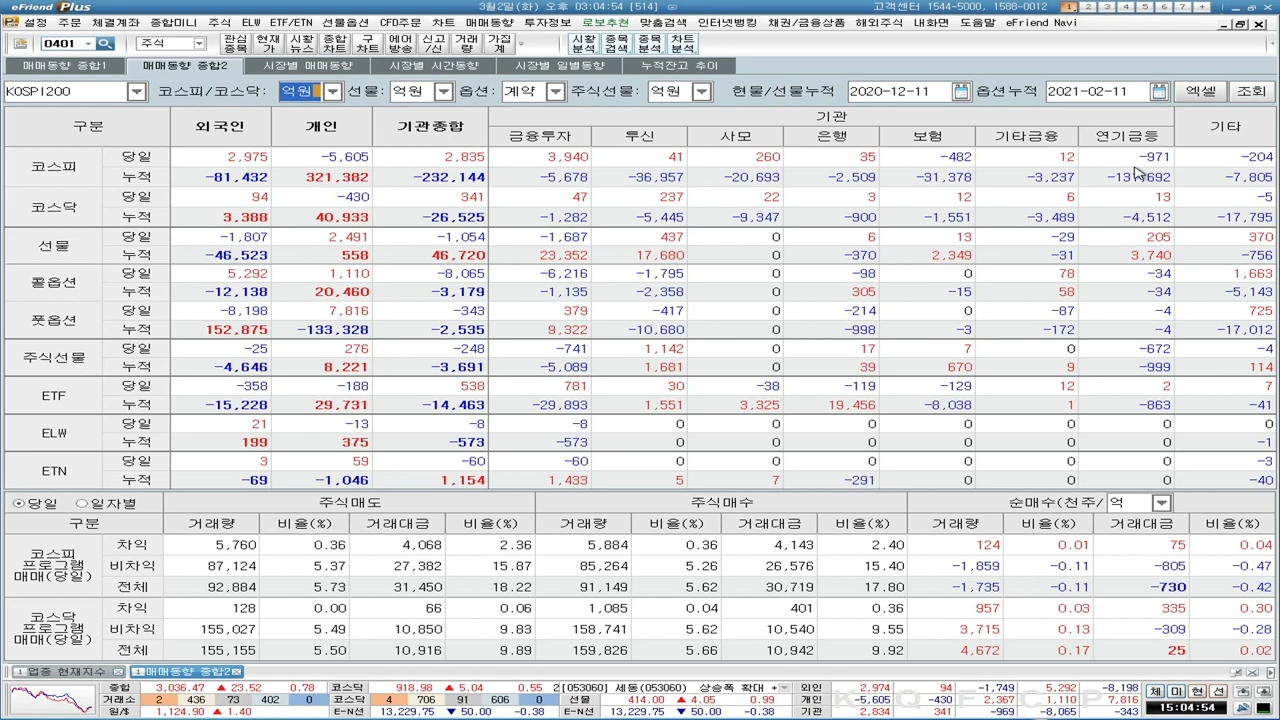 eFriend Plus 3월2일(화) 오후 03:04:54 [514] 고객센터 1544-5000, 1588-0012 1 2 3 4 5 6 7 +
설정 주문 체결계좌 종합미니 주식 ELW ETF/ETN 선물옵션 CFD주문 차트 매매동향 투자정보 로보추천 맞춤검색 인터넷뱅킹 채권/금융상품 해외주식 내화면 도움말 eFriend Navi
0401 주식 관심종목 현재가 시황뉴스 종합차트 구차트 에어방송 신고/신 거래량 가집계 시황분석 종목검색 종목분석 차트분석
매매동향 종합1 매매동향 종합2 시장별 매매동향 시장별 시간동향 시장별 일별동향 누적잔고 추이
KOSPI200 코스피/코스닥: 억원 선물: 억원 옵션: 계약 주식선물: 억원 현물/선물누적 2020-12-11 옵션누적 2021-02-11 엑셀 조회
구분 외국인 개인 기관종합 기관 기타
금융투자 투신 사모 은행 보험 기타금융 연기금등
코스피 당일 2,975 -5,605 2,835 3,940 41 260 35 -482 12 -971 -204
누적 -81,432 321,382 -232,144 -5,678 -36,957 -20,693 -2,509 -31,378 -3,237 -7,805
코스닥 당일 94 -430 341 47 237 22 3 12 6 13 -5
누적 3,388 40,933 -26,525 -1,282 -5,445 -9,347 -900 -1,551 -3,489 -4,512 -17,795
선물 당일 -1,807 2,491 -1,054 -1,687 437 0 6 13 -29 205 370
누적 -46,523 558 46,720 23,352 17,680 0 -370 2,349 -31 3,740 -756
콜옵션 당일 5,292 1,110 -8,065 -6,216 -1,795 0 -98 0 78 -34 1,663
누적 -12,138 20,460 -3,179 -1,135 -2,358 0 305 -15 58 -34 -5,143
풋옵션 당일 -8,198 7,816 -343 379 -417 0 -214 0 -87 -4 725
누적 152,875 -133,328 -2,535 9,322 -10,680 0 -998 -3 -172 -4 -17,012
주식선물 당일 -25 276 -248 -741 1,142 0 17 7 0 -672 -4
누적 -4,646 8,221 -3,691 -5,089 1,681 0 39 670 9 -999 114
ETF 당일 -358 -188 538 781 30 -38 -119 -129 12 2 7
누적 -15,228 29,731 -14,463 -29,893 1,551 3,325 19,456 -8,038 1 -863 -41
ELW 당일 21 -13 -8 -8 0 0 0 0 0 0 0
누적 199 375 -573 -573 0 0 0 0 0 0 -1
ETN 당일 3 59 -60 -60 0 0 0 0 0 0 -3
누적 -69 -1,046 1,154 1,433 5 7 -291 0 0 0 -40
당일 일자별 주식매도 주식매수 순매수(천주/ 억
구분 거래량 비율(%) 거래대금 비율(%) 거래량 비율(%) 거래대금 비율(%) 거래량 비율(%) 거래대금 비율(%)
코스피 프로그램 매매(당일) 차익 5,760 0.36 4,068 2.36 5,884 0.36 4,143 2.40 124 0.01 75 0.04
비차익 87,124 5.37 27,382 15.87 85,264 5.26 26,576 15.40 -1,859 -0.11 -805 -0.47
전체 92,884 5.73 31,450 18.22 91,149 5.62 30,719 17.80 -1,735 -0.11 -730 -0.42
코스닥 프로그램 매매(당일) 차익 128 0.00 66 0.06 1,085 0.04 401 0.36 957 0.03 335 0.30
비차익 155,027 5.49 10,850 9.83 158,741 5.62 10,540 9.55 3,715 0.13 -309 -0.28
전체 155,155 5.50 10,916 9.89 159,826 5.66 10,942 9.92 4,672 0.17 25 0.02
1 업종 현재지수 1 매매동향 종합2
종합 3,036.47 ▲ 23.52 0.78 코스닥 918.98 ▲ 5.04 0.55 2[053060] 세동(053060) 상승폭 확대 + 외국 2,974 94 -1,749 5,292 -8,198 체 미 현 선
거래소 2 436 73 402 0 4 706 91 606 0 선물 414.00 ▲ 4.05 0.99 개인 -5,605 -430 2,367 1,110 7,816
원/$ 1,124.90 ▲ 1.40 E-N선 13,229.75 ▼ 50.00 -0.38 E-N선 13,229.75 ▼ 50.00 -0.38 기관 2,834 341 -969 -8,065 -343 15:04:54